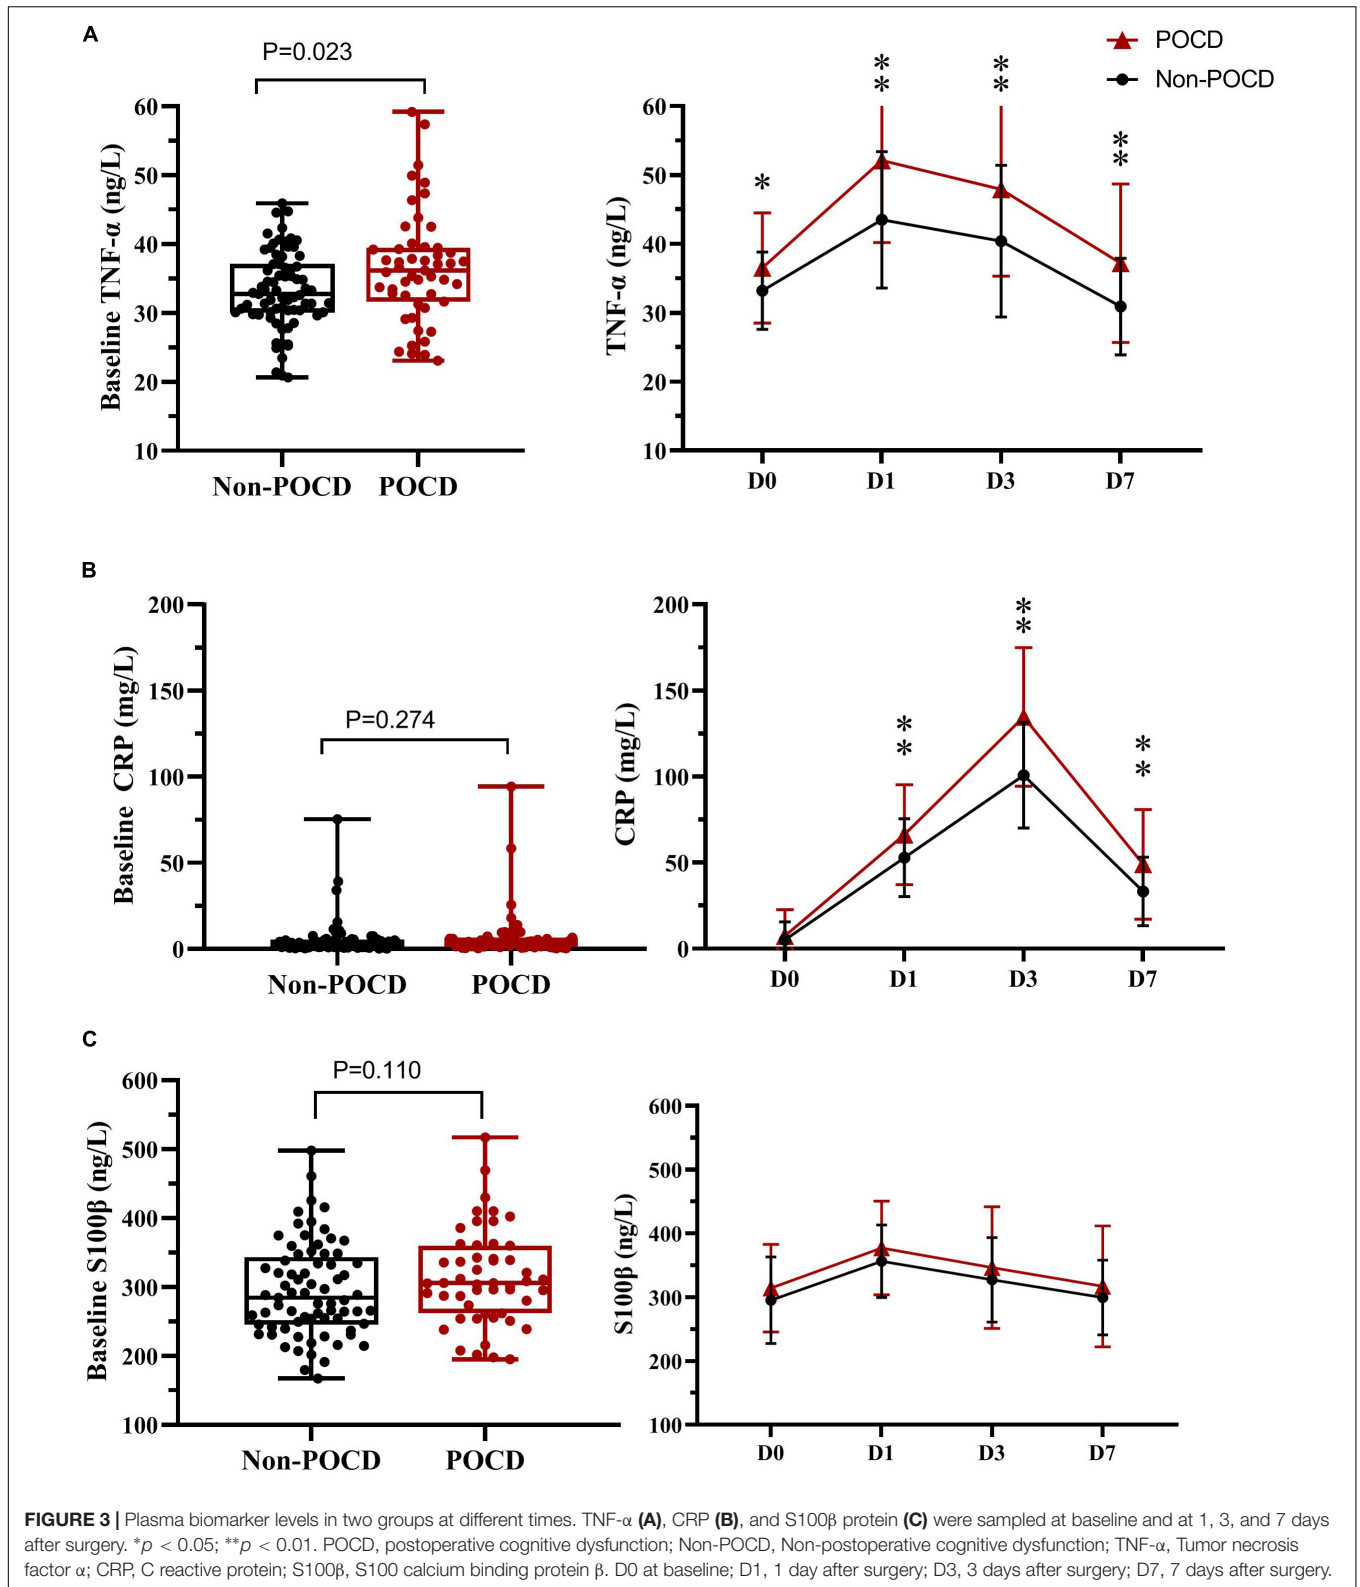 A
P=0.023
Baseline TNF-α (ng/L)
60
50
40
30
20
10
Non-POCD POCD
POCD
Non-POCD
TNF-α (ng/L)
60
50
40
30
20
10
*
**
**
**
D0 D1 D3 D7
B
P=0.274
Baseline CRP (mg/L)
200
150
100
50
0
Non-POCD POCD
CRP (mg/L)
200
150
100
50
0
**
**
**
D0 D1 D3 D7
C
P=0.110
Baseline S100β (ng/L)
600
500
400
300
200
100
Non-POCD POCD
S100β (ng/L)
600
500
400
300
200
100
D0 D1 D3 D7
FIGURE 3 | Plasma biomarker levels in two groups at different times. TNF-α (A), CRP (B), and S100β protein (C) were sampled at baseline and at 1, 3, and 7 days
after surgery. *p < 0.05; **p < 0.01. POCD, postoperative cognitive dysfunction; Non-POCD, Non-postoperative cognitive dysfunction; TNF-α, Tumor necrosis
factor α; CRP, C reactive protein; S100β, S100 calcium binding protein β. D0 at baseline; D1, 1 day after surgery; D3, 3 days after surgery; D7, 7 days after surgery.